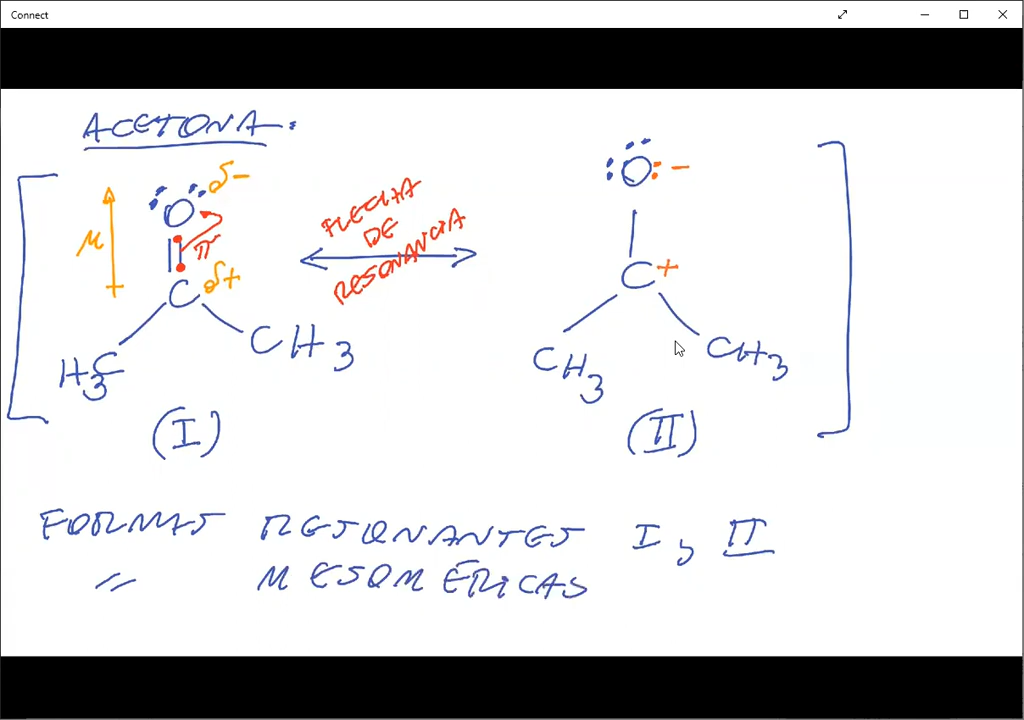 Connect
ACETONA.
O δ-
μ
π
C δ+
H3C
CH3
(I)
FLECHA
DE
RESONANCIA
:O: -
C+
CH3
CH3
(II)
FORMAS RESONANTES I y II
" MESOMÉRICAS